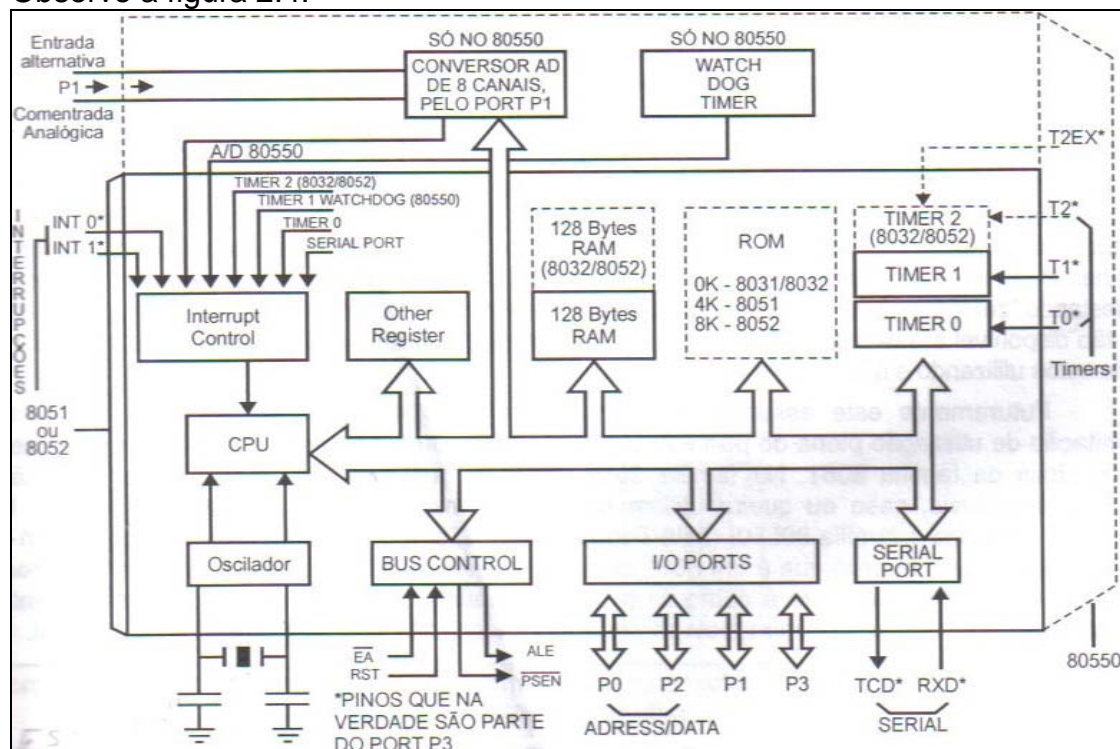 Observe a figura 2.4.
Entrada
alternativa
P1
Comentrada
Analógica
SÓ NO 80550
CONVERSOR AD
DE 8 CANAIS,
PELO PORT P1
SÓ NO 80550
WATCH
DOG
TIMER
A/D 80550
TIMER 2 (8032/8052)
TIMER 1 WATCHDOG (80550)
TIMER 0
SERIAL PORT
INTERRUPÇÕES
INT 0*
INT 1*
8051
ou
8052
Interrupt
Control
Other
Register
128 Bytes
RAM
(8032/8052)
128 Bytes
RAM
ROM
0K - 8031/8032
4K - 8051
8K - 8052
TIMER 2
(8032/8052)
TIMER 1
TIMER 0
T2EX*
T2*
T1*
T0*
Timers
CPU
Oscilador
BUS CONTROL
I/O PORTS
SERIAL
PORT
EA
RST
ALE
PSEN
*PINOS QUE NA
VERDADE SÃO PARTE
DO PORT P3
P0 P2 P1 P3
ADRESS/DATA
TCD* RXD*
SERIAL
80550